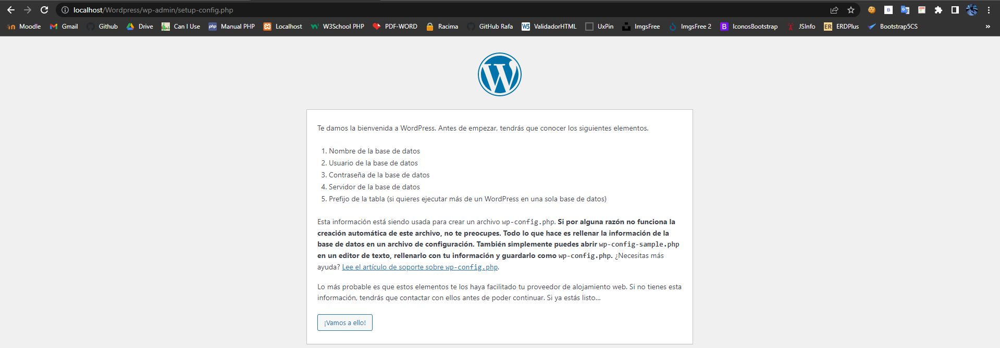 localhost/Wordpress/wp-admin/setup-config.php
Moodle Gmail Github Drive Can I Use php Manual PHP Localhost W3School PHP PDF-WORD Racima GitHub Rafa W3 ValidadorHTML UxPin ImgsFree ImgsFree 2 B IconosBootstrap JSInfo ER ERDPlus Bootstrap5CS »
Te damos la bienvenida a WordPress. Antes de empezar, tendrás que conocer los siguientes elementos.
1. Nombre de la base de datos
2. Usuario de la base de datos
3. Contraseña de la base de datos
4. Servidor de la base de datos
5. Prefijo de la tabla (si quieres ejecutar más de un WordPress en una sola base de datos)
Esta información está siendo usada para crear un archivo wp-config.php. Si por alguna razón no funciona la
creación automática de este archivo, no te preocupes. Todo lo que hace es rellenar la información de la
base de datos en un archivo de configuración. También simplemente puedes abrir wp-config-sample.php
en un editor de texto, rellenarlo con tu información y guardarlo como wp-config.php. ¿Necesitas más
ayuda? Lee el artículo de soporte sobre wp-config.php.
Lo más probable es que estos elementos te los haya facilitado tu proveedor de alojamiento web. Si no tienes esta
información, tendrás que contactar con ellos antes de poder continuar. Si ya estás listo...
¡Vamos a ello!